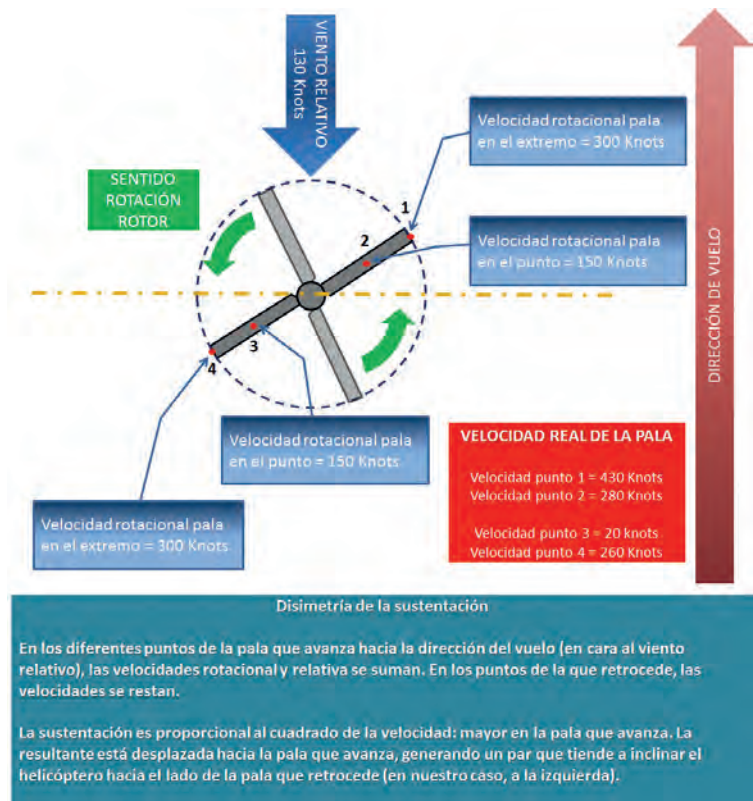 VIENTO RELATIVO
130 Knots
Velocidad rotacional pala
en el extremo = 300 Knots
SENTIDO
ROTACIÓN
ROTOR
1
2
Velocidad rotacional pala
en el punto = 150 Knots
DIRECCIÓN DE VUELO
3
4
Velocidad rotacional pala
en el punto = 150 Knots
Velocidad rotacional pala
en el extremo = 300 Knots
VELOCIDAD REAL DE LA PALA
Velocidad punto 1 = 430 Knots
Velocidad punto 2 = 280 Knots
Velocidad punto 3 = 20 knots
Velocidad punto 4 = 260 Knots
Disimetría de la sustentación
En los diferentes puntos de la pala que avanza hacia la dirección del vuelo (en cara al viento
relativo), las velocidades rotacional y relativa se suman. En los puntos de la que retrocede, las
velocidades se restan.
La sustentación es proporcional al cuadrado de la velocidad: mayor en la pala que avanza. La
resultante está desplazada hacia la pala que avanza, generando un par que tiende a inclinar el
helicóptero hacia el lado de la pala que retrocede (en nuestro caso, a la izquierda).